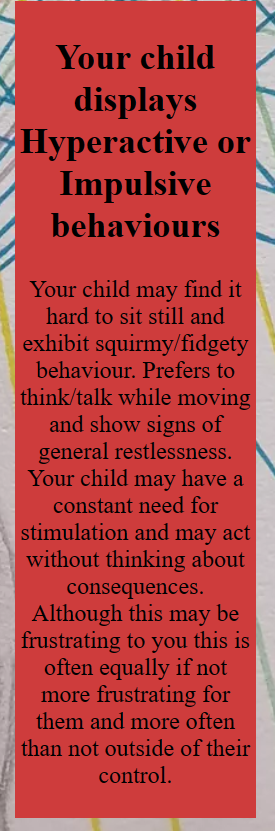 Your child
displays
Hyperactive or
Impulsive
behaviours
Your child may find it
hard to sit still and
exhibit squirmy/fidgety
behaviour. Prefers to
think/talk while moving
and show signs of
general restlessness.
Your child may have a
constant need for
stimulation and may act
without thinking about
consequences.
Although this may be
frustrating to you this is
often equally if not
more frustrating for
them and more often
than not outside of their
control.